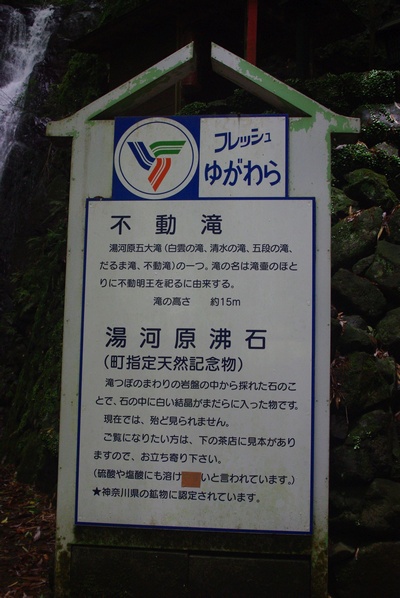 フレッシュ
ゆがわら
不動滝
湯河原五大滝(白雲の滝、清水の滝、五段の滝、
だるま滝、不動滝)の一つ。滝の名は滝壷のほと
りに不動明王を祀るに由来する。
滝の高さ 約15m
湯河原沸石
(町指定天然記念物)
滝つぼのまわりの岩盤の中から採れた石のこ
とで、石の中に白い結晶がまだらに入った物です。
現在では、殆ど見られません。
ご覧になりたい方は、下の茶店に見本があり
ますので、お立ち寄り下さい。
(硫酸や塩酸にも溶け いと言われています。)
★神奈川県の鉱物に認定されています。